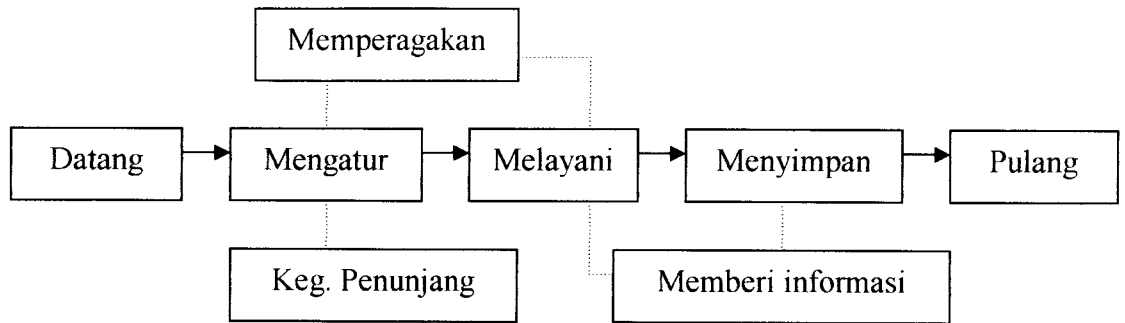 Memperagakan
Datang
Mengatur
Melayani
Menyimpan
Pulang
Keg. Penunjang
Memberi informasi